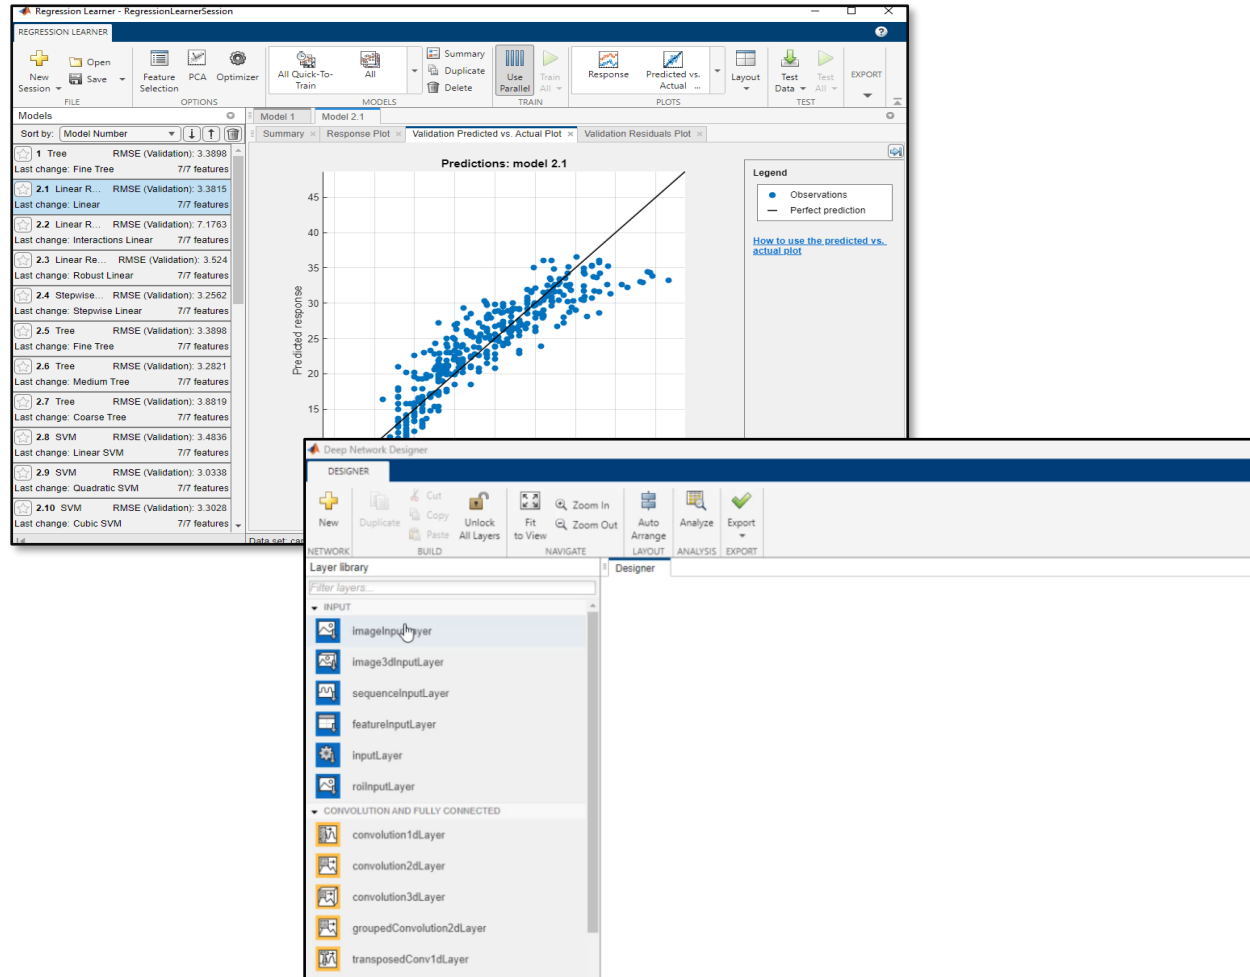 Regression Learner - RegressionLearnerSession
REGRESSION LEARNER
New Session
Open
Save
FILE
Feature Selection
PCA
Optimizer
OPTIONS
All Quick-To-Train
All
Summary
Duplicate
Delete
MODELS
Use Parallel
Train All
TRAIN
Response
Predicted vs. Actual ...
PLOTS
Layout
Test Data
Test All
TEST
EXPORT
Models
Sort by: Model Number
1 Tree RMSE (Validation): 3.3898
Last change: Fine Tree 7/7 features
2.1 Linear R... RMSE (Validation): 3.3815
Last change: Linear 7/7 features
2.2 Linear R... RMSE (Validation): 7.1763
Last change: Interactions Linear 7/7 features
2.3 Linear Re... RMSE (Validation): 3.524
Last change: Robust Linear 7/7 features
2.4 Stepwise... RMSE (Validation): 3.2562
Last change: Stepwise Linear 7/7 features
2.5 Tree RMSE (Validation): 3.3898
Last change: Fine Tree 7/7 features
2.6 Tree RMSE (Validation): 3.2821
Last change: Medium Tree 7/7 features
2.7 Tree RMSE (Validation): 3.8819
Last change: Coarse Tree 7/7 features
2.8 SVM RMSE (Validation): 3.4836
Last change: Linear SVM 7/7 features
2.9 SVM RMSE (Validation): 3.0338
Last change: Quadratic SVM 7/7 features
2.10 SVM RMSE (Validation): 3.3028
Last change: Cubic SVM 7/7 features
Model 1
Model 2.1
Summary
Response Plot
Validation Predicted vs. Actual Plot
Validation Residuals Plot
Predictions: model 2.1
Predicted response
45
40
35
30
25
20
15
Legend
Observations
Perfect prediction
How to use the predicted vs.
actual plot
Data set:
Deep Network Designer
DESIGNER
New
NETWORK
Duplicate
Cut
Copy
Paste
Unlock All Layers
BUILD
Fit to View
Zoom In
Zoom Out
NAVIGATE
Auto Arrange
LAYOUT
Analyze
ANALYSIS
Export
EXPORT
Layer library
Designer
Filter layers...
INPUT
image3dInputLayer
sequenceInputLayer
featureInputLayer
inputLayer
roiInputLayer
CONVOLUTION AND FULLY CONNECTED
convolution1dLayer
convolution2dLayer
convolution3dLayer
groupedConvolution2dLayer
transposedConv1dLayer